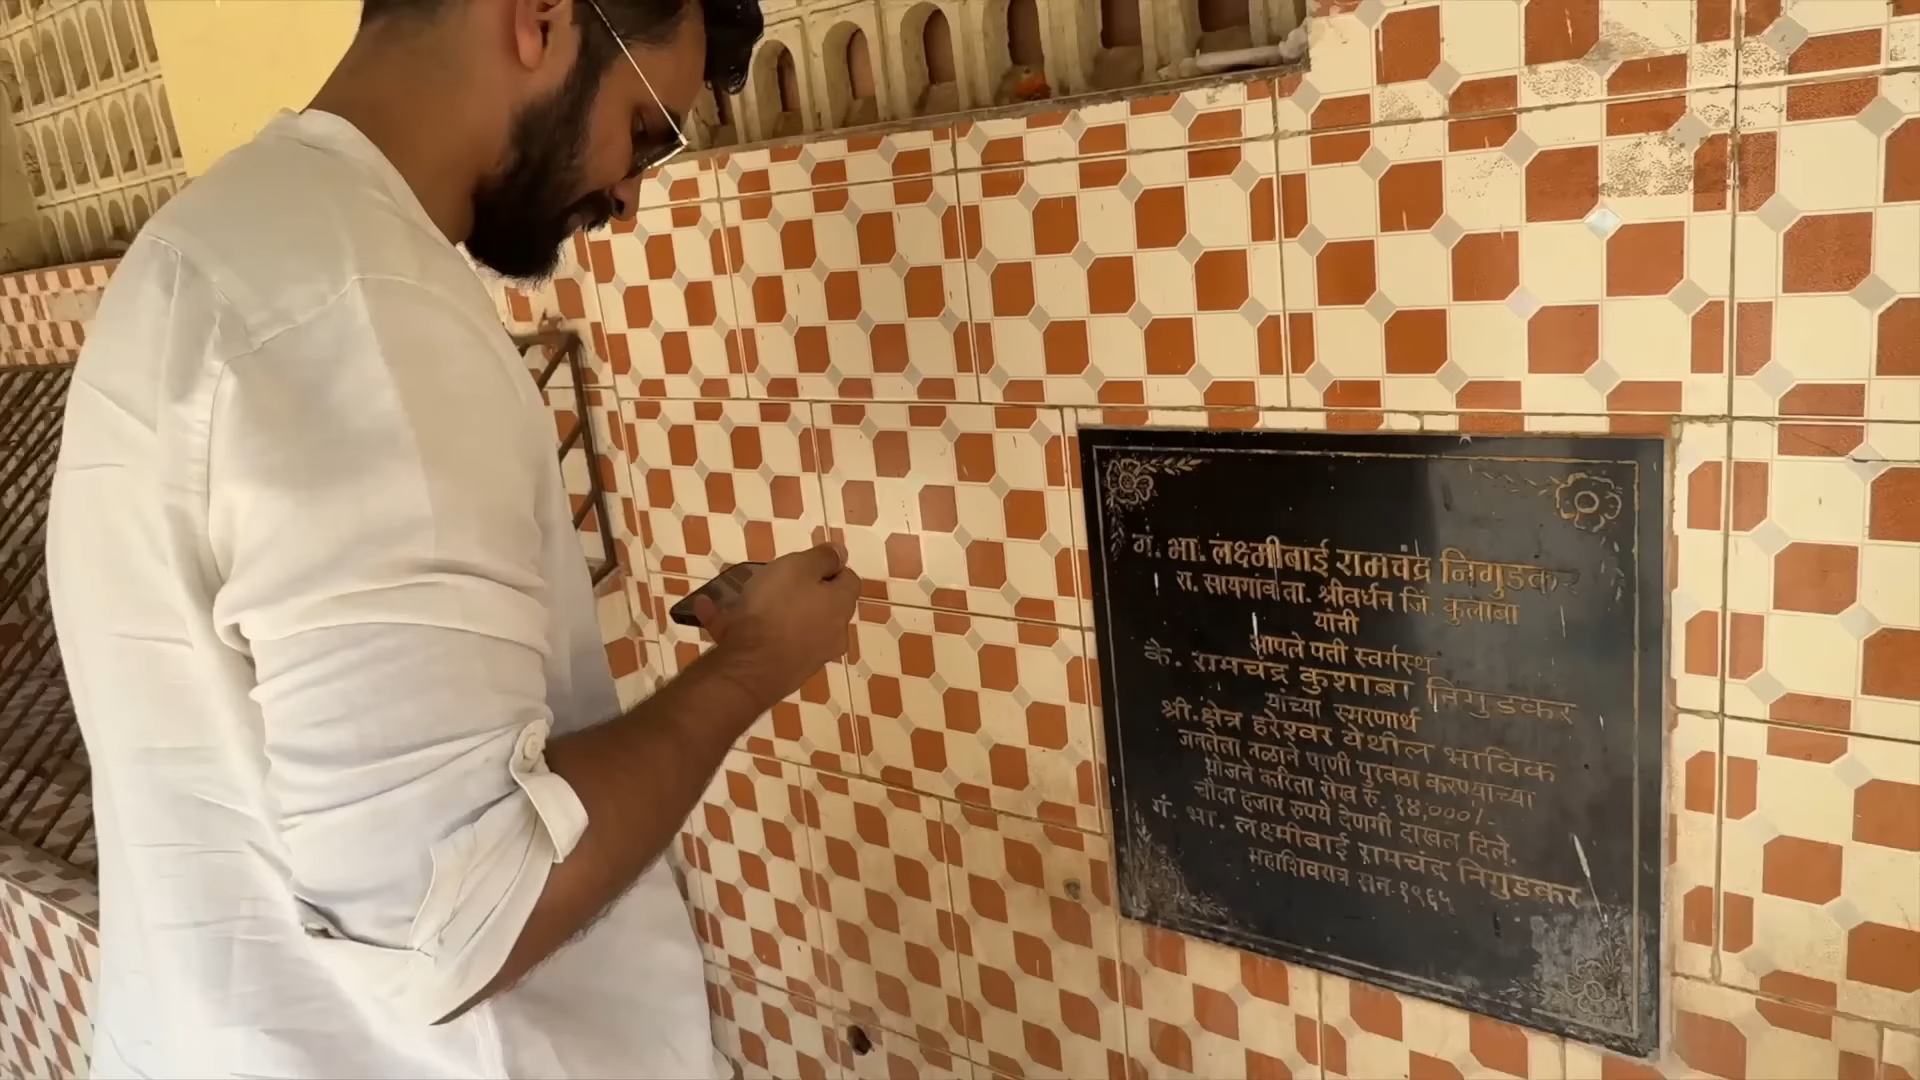 गं. भा. लक्ष्मीबाई रामचंद्र निगुडकर
रा. सायगांव ता. श्रीवर्धन जि. कुलाबा
यांनी
आपले पती स्वर्गस्थ
कै. रामचंद्र कुशाबा निगुडकर
यांच्या स्मरणार्थ
श्री. क्षेत्र हरेश्वर येथील भाविक
जनतेला नळाने पाणी पुरवठा करण्याच्या
योजने करिता रोख रु. १४,०००/-
चौदा हजार रुपये देणगी दाखल दिले.
गं. भा. लक्ष्मीबाई रामचंद्र निगुडकर
महाशिवरात्र सन १९६५